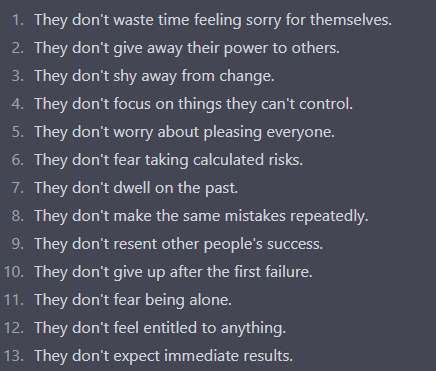 1. They don't waste time feeling sorry for themselves.
2. They don't give away their power to others.
3. They don't shy away from change.
4. They don't focus on things they can't control.
5. They don't worry about pleasing everyone.
6. They don't fear taking calculated risks.
7. They don't dwell on the past.
8. They don't make the same mistakes repeatedly.
9. They don't resent other people's success.
10. They don't give up after the first failure.
11. They don't fear being alone.
12. They don't feel entitled to anything.
13. They don't expect immediate results.